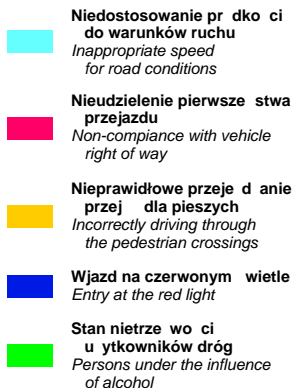 Niedostosowanie pr dko ci
do warunków ruchu
Inappropriate speed
for road conditions
Nieudzielenie pierwsze stwa
przejazdu
Non-compiance with vehicle
right of way
Nieprawidłowe przeje d anie
przej dla pieszych
Incorrectly driving through
the pedestrian crossings
Wjazd na czerwonym wietle
Entry at the red light
Stan nietrze wo ci
u ytkowników dróg
Persons under the influence
of alcohol